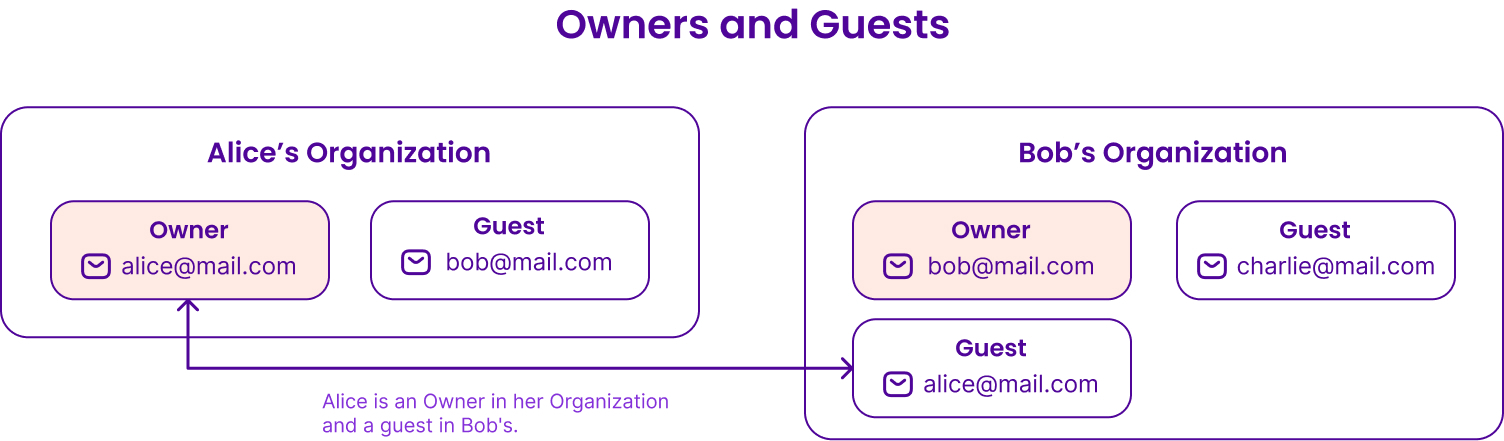 Owners and Guests
Alice’s Organization
Owner
alice@mail.com
Guest
bob@mail.com
Bob’s Organization
Owner
bob@mail.com
Guest
charlie@mail.com
Guest
alice@mail.com
Alice is an Owner in her Organization
and a guest in Bob's.